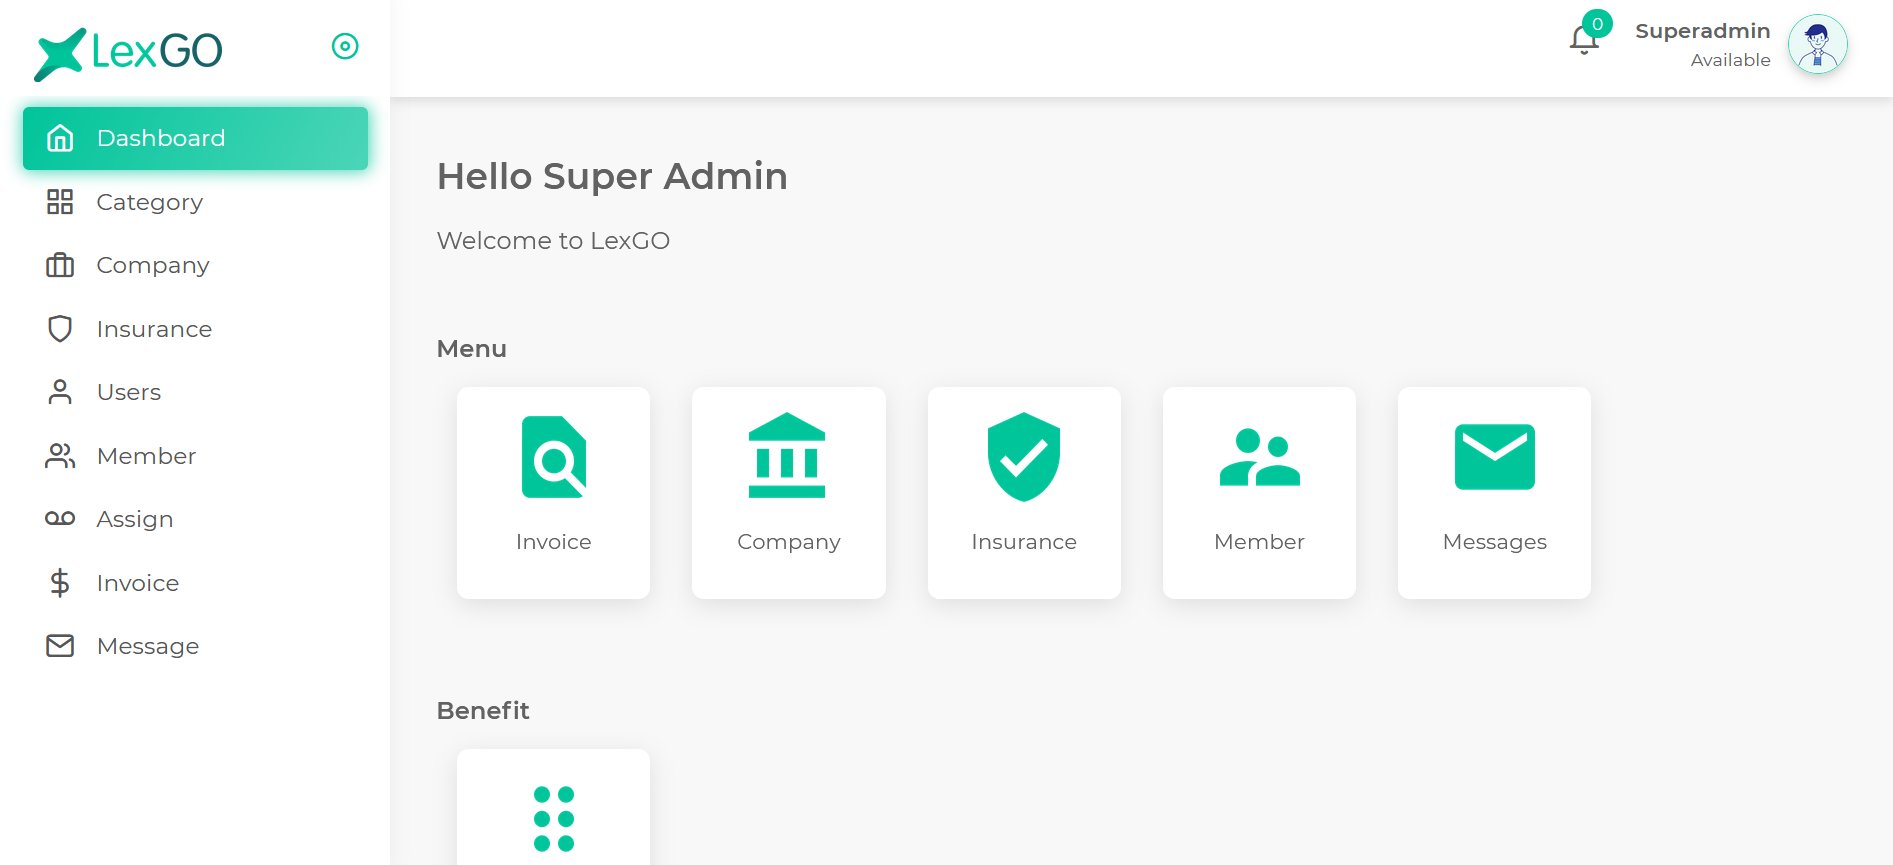 LexGO
0
Superadmin
Available
Dashboard
Category
Company
Insurance
Users
Member
Assign
Invoice
Message
Hello Super Admin
Welcome to LexGO
Menu
Invoice
Company
Insurance
Member
Messages
Benefit